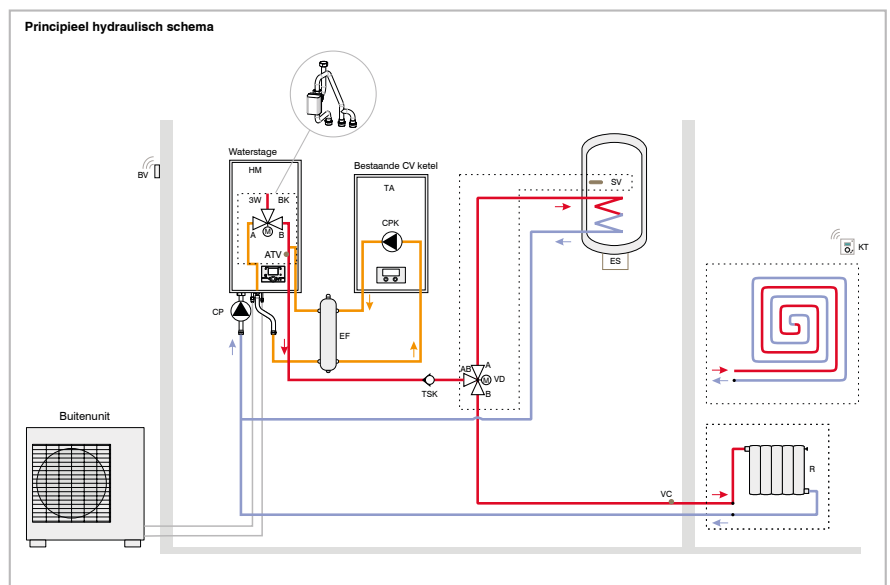 Principieel hydraulisch schema
Waterstage
HM
3W
BK
M
A
B
ATV
BV
Bestaande CV ketel
TA
CPK
SV
ES
KT
CP
EF
TSK
AB
A
M
VD
B
Buitenunit
VC
R